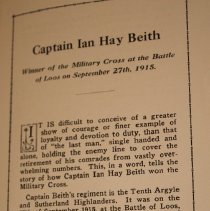 Captain Ian Hay Beith
Winner of the Military Cross at the Battle
of Loos on September 27th, 1915.
IT IS difficult to conceive of a greater
show of courage or finer example of
loyalty and devotion to duty, than that
of "the last man," single handed and
alone, holding the enemy line to cover the
retirement of his comrades from vastly over-
whelming numbers. This, in a word, tells the
story of how Captain Ian Hay Beith won the
Military Cross.
Captain Beith's regiment is the Tenth Argyle
and Sutherland Highlanders. It was on the
September 1915, at the Battle of Loos,